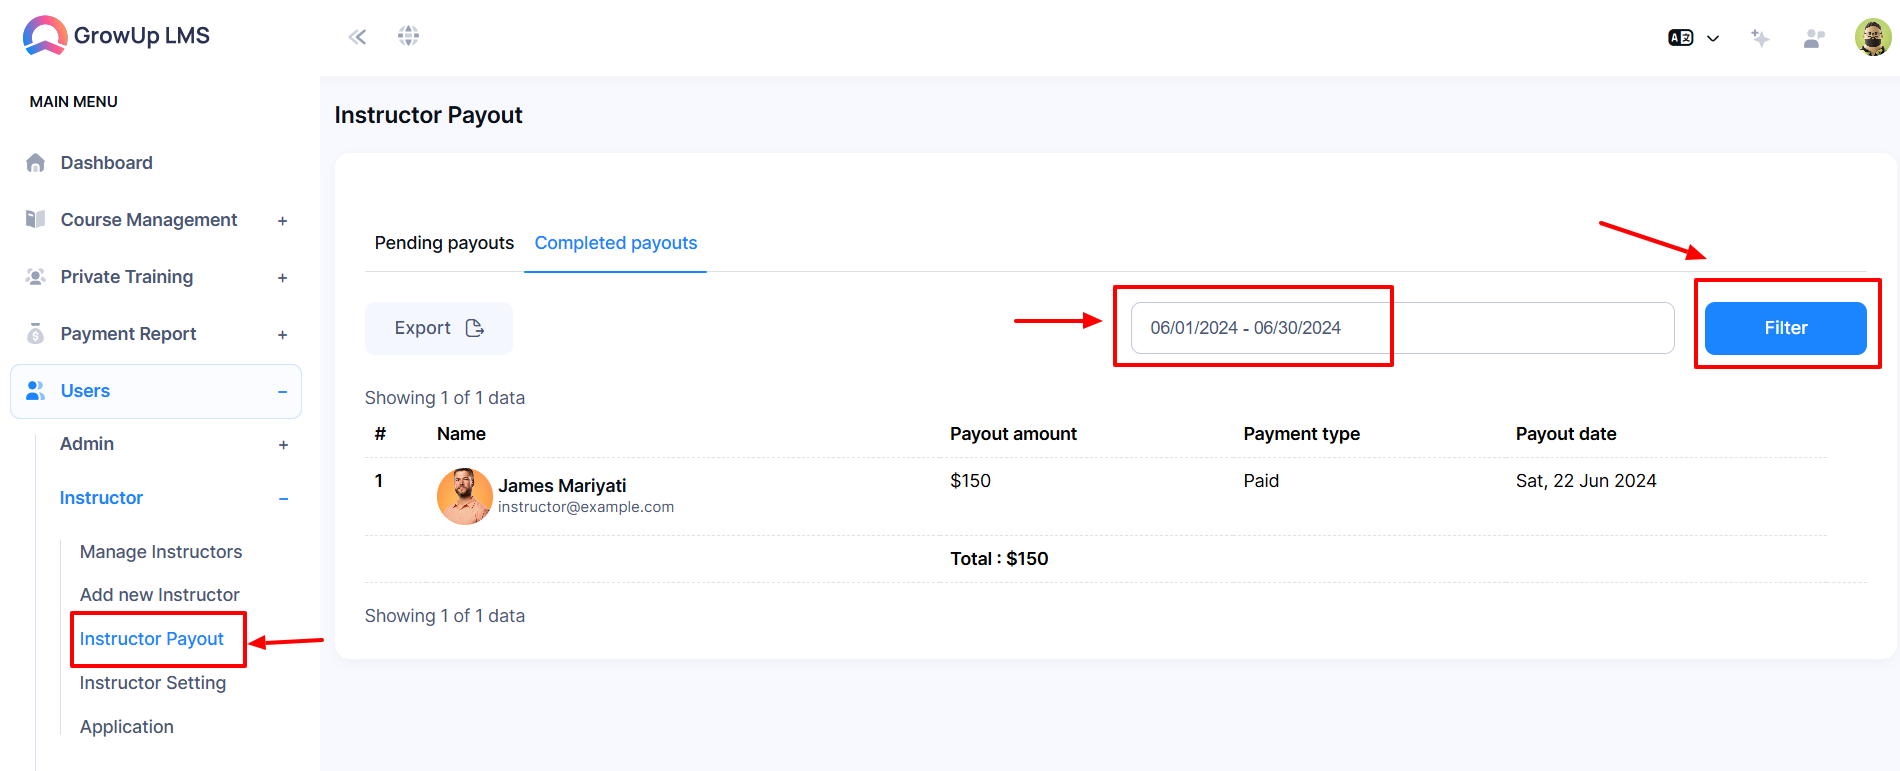 GrowUp LMS
MAIN MENU
Dashboard
Course Management +
Private Training +
Payment Report +
Users −
Admin +
Instructor −
Manage Instructors
Add new Instructor
Instructor Payout
Instructor Setting
Application
Instructor Payout
Pending payouts Completed payouts
Export 06/01/2024 - 06/30/2024 Filter
Showing 1 of 1 data
# Name Payout amount Payment type Payout date
1 James Mariyati $150 Paid Sat, 22 Jun 2024
instructor@example.com
Total : $150
Showing 1 of 1 data